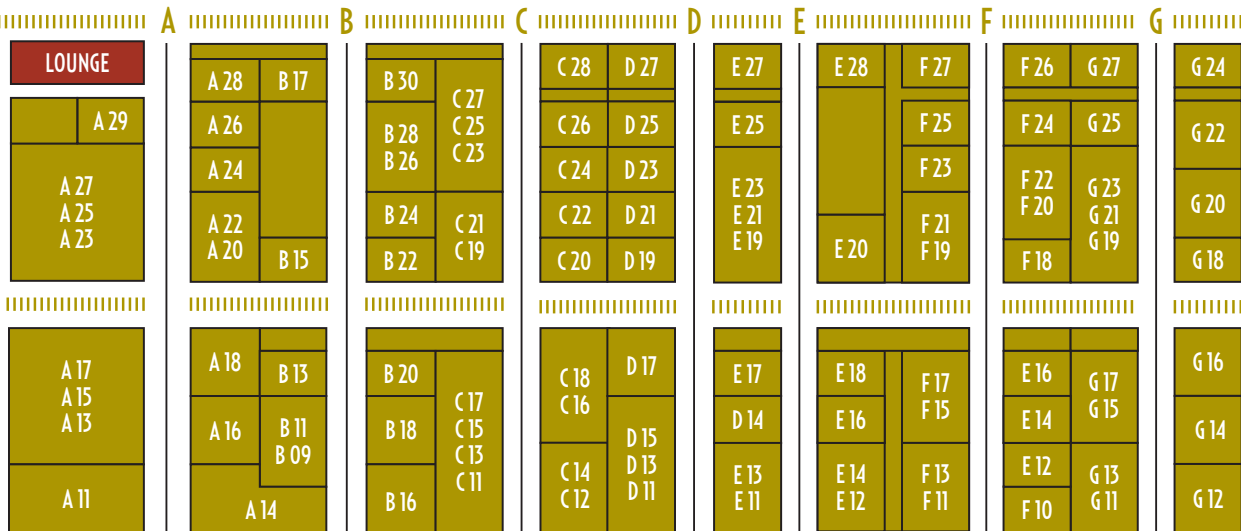 A
B
C
D
E
F
G
LOUNGE
A 29
A 27
A 25
A 23
A 28
B 17
A 26
A 24
A 22
A 20
B 15
B 30
B 28
B 26
B 24
B 22
C 27
C 25
C 23
C 21
C 19
C 28
D 27
C 26
D 25
C 24
D 23
C 22
D 21
C 20
D 19
E 27
E 25
E 23
E 21
E 19
E 28
E 20
F 27
F 25
F 23
F 21
F 19
F 26
G 27
F 24
G 25
F 22
F 20
F 18
G 23
G 21
G 19
G 24
G 22
G 20
G 18
A 17
A 15
A 13
A 11
A 18
B 13
A 16
B 11
B 09
A 14
B 20
B 18
B 16
C 17
C 15
C 13
C 11
C 18
C 16
C 14
C 12
D 17
D 15
D 13
D 11
E 17
D 14
E 13
E 11
E 18
E 16
E 14
E 12
F 17
F 15
F 13
F 11
E 16
E 14
E 12
F 10
G 17
G 15
G 13
G 11
G 16
G 14
G 12